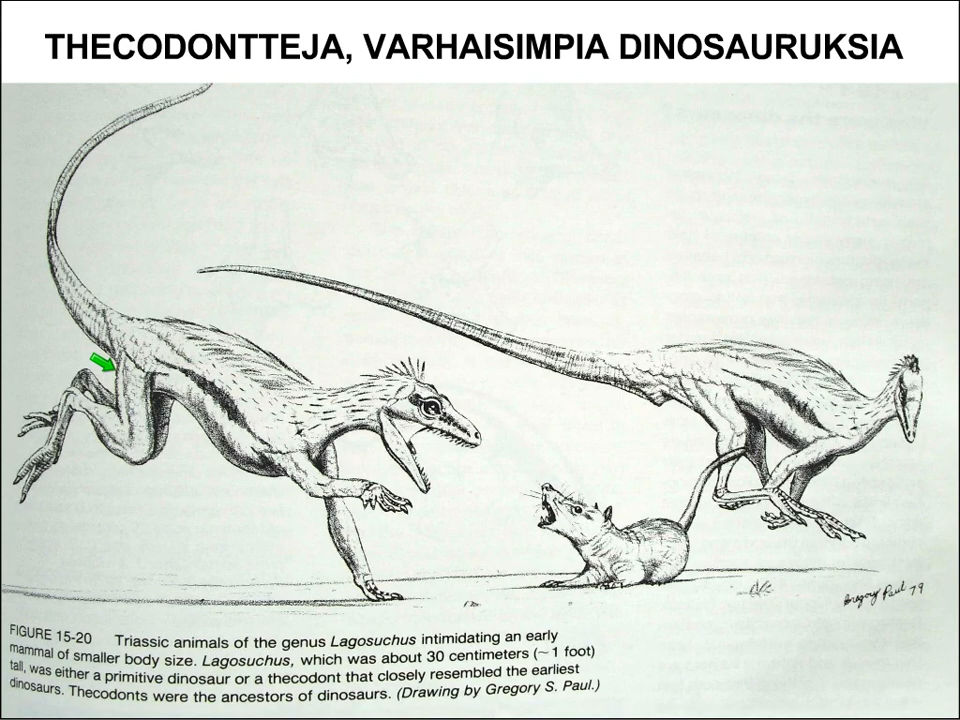 THECODONTTEJA, VARHAISIMPIA DINOSAURUKSIA
Gregory Paul 79
FIGURE 15-20 Triassic animals of the genus Lagosuchus intimidating an early
mammal of smaller body size. Lagosuchus, which was about 30 centimeters (~1 foot)
tall, was either a primitive dinosaur or a thecodont that closely resembled the earliest
dinosaurs. Thecodonts were the ancestors of dinosaurs. (Drawing by Gregory S. Paul.)